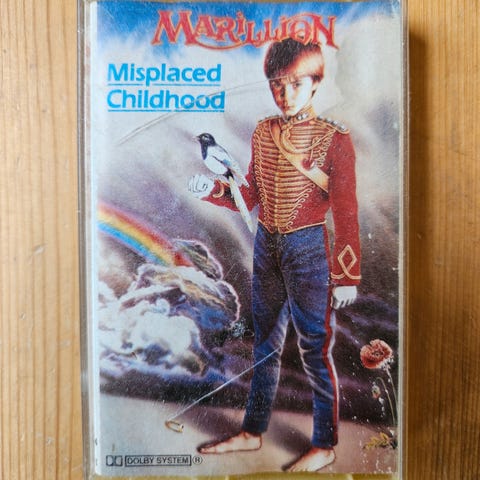 MARILLION
Misplaced
Childhood
DOLBY SYSTEM ®